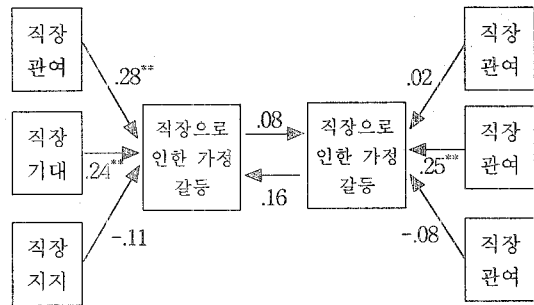 직장
관여
직장
기대
직장
지지
.28**
.24**
-.11
직장으로
인한 가정
갈등
.08
.16
직장으로
인한 가정
갈등
.02
.25**
-.08
직장
관여
직장
관여
직장
관여